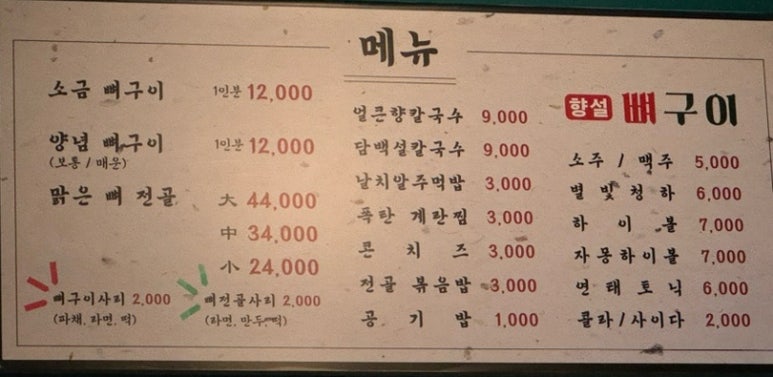 메뉴
소금 뼈구이 1인분 12,000
양념 뼈구이 1인분 12,000
(보통 / 매운)
맑은 뼈 전골 大 44,000
中 34,000
小 24,000
뼈구이사리 2,000
(파채, 라면, 떡)
뼈전골사리 2,000
(라면, 만두, 떡)
얼큰향칼국수 9,000
담백설칼국수 9,000
날치알주먹밥 3,000
폭탄 계란찜 3,000
콘 치 즈 3,000
전골 볶음밥 3,000
공 기 밥 1,000
향설 뼈구이
소주 / 맥주 5,000
별 빛 청 하 6,000
하 이 볼 7,000
자몽하이볼 7,000
연 태 토 닉 6,000
콜라/사이다 2,000